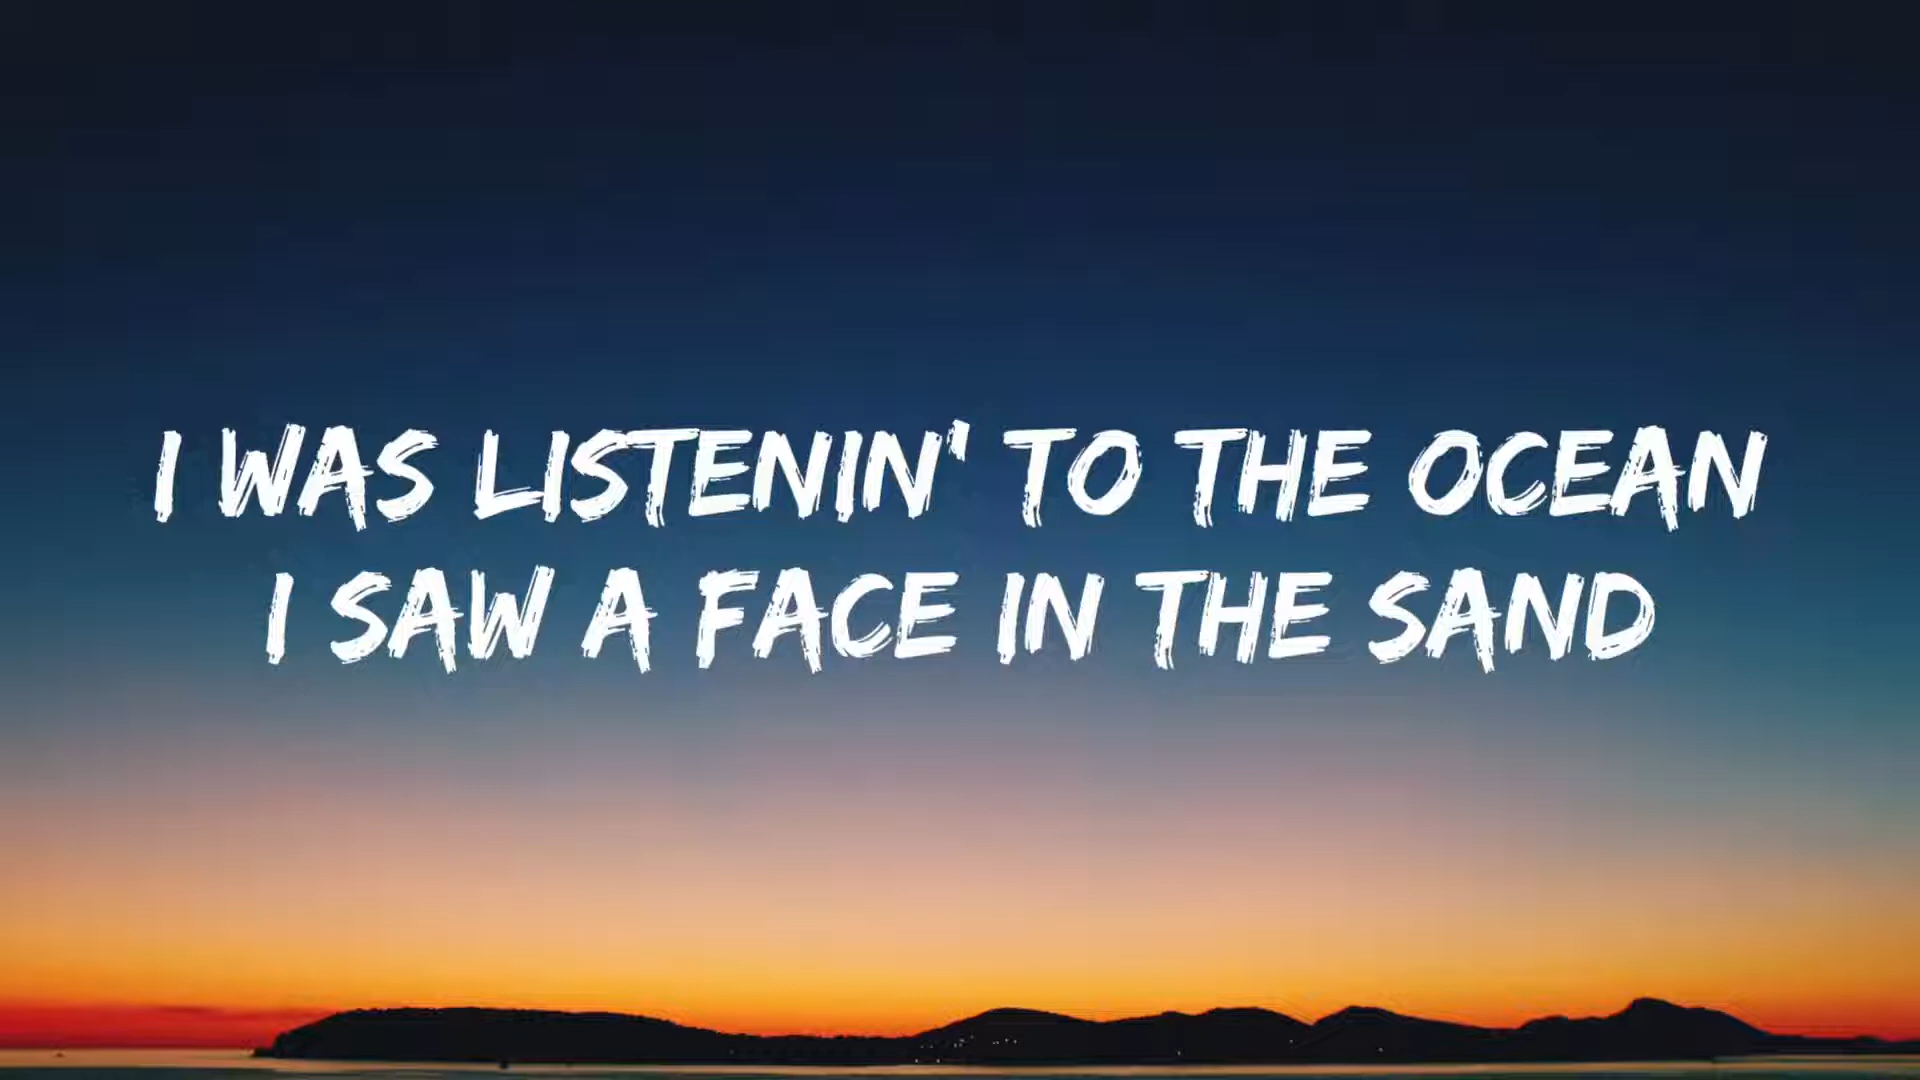 I WAS LISTENIN' TO THE OCEAN
I SAW A FACE IN THE SAND